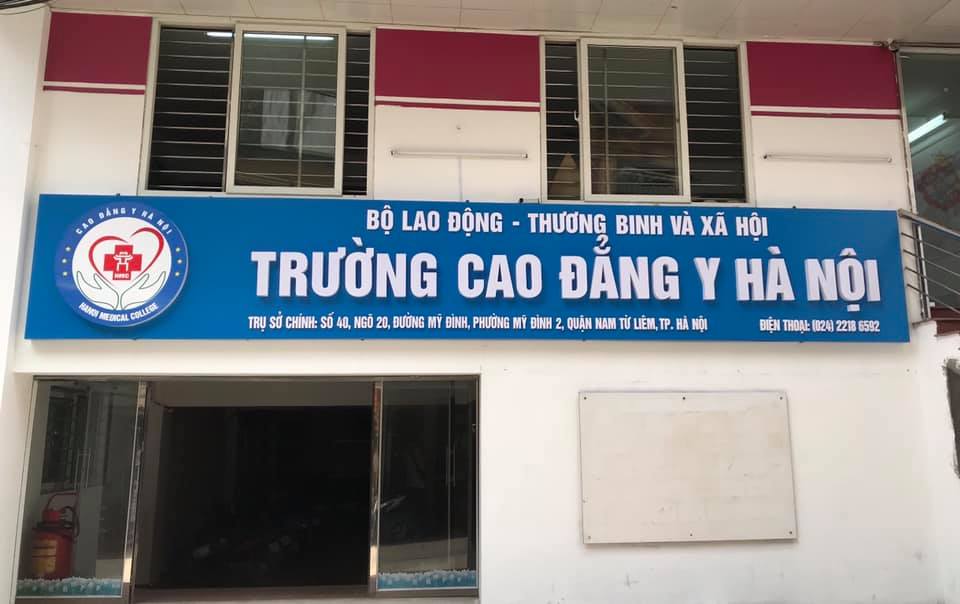 BỘ LAO ĐỘNG - THƯƠNG BINH VÀ XÃ HỘI
CAO ĐẲNG Y HÀ NỘI
HMC
HANOI MEDICAL COLLEGE
TRƯỜNG CAO ĐẲNG Y HÀ NỘI
TRỤ SỞ CHÍNH: SỐ 40, NGÕ 20, ĐƯỜNG MỸ ĐÌNH, PHƯỜNG MỸ ĐÌNH 2, QUẬN NAM TỪ LIÊM, TP. HÀ NỘI ĐIỆN THOẠI: (024) 2218 6592